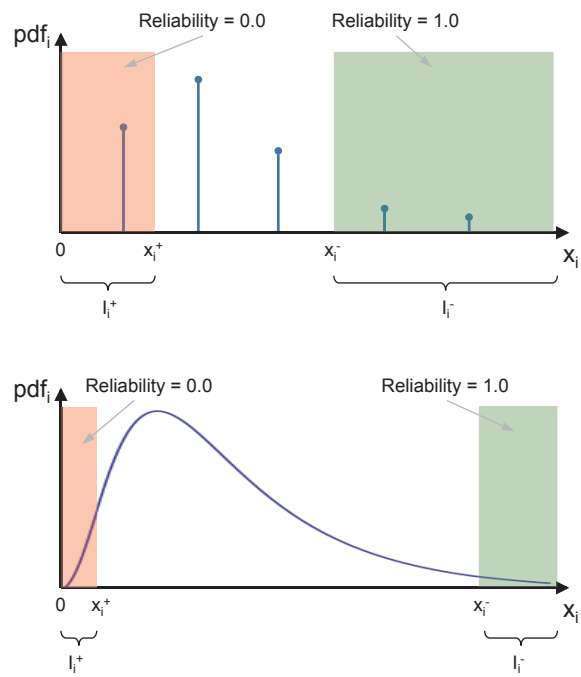 Reliability = 0.0 Reliability = 1.0
pdfᵢ
0 xᵢ⁺ xᵢ⁻ xᵢ
Iᵢ⁺ Iᵢ⁻
pdfᵢ Reliability = 0.0 Reliability = 1.0
0 xᵢ⁺ xᵢ⁻ xᵢ
Iᵢ⁺ Iᵢ⁻